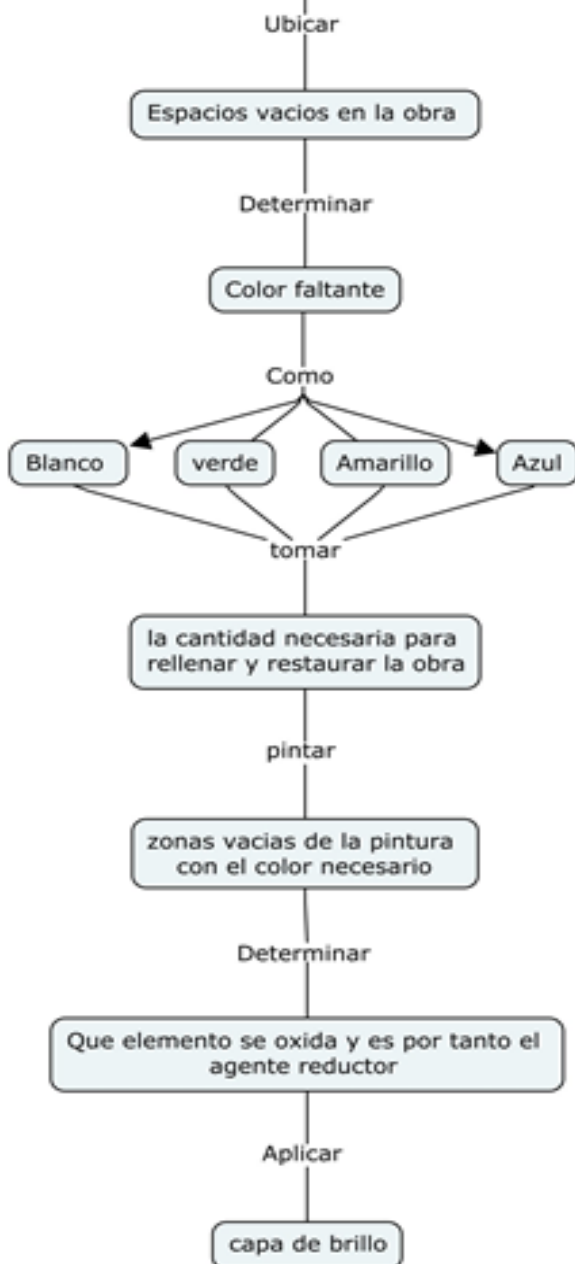 Ubicar
Espacios vacios en la obra
Determinar
Color faltante
Como
Blanco
verde
Amarillo
Azul
tomar
la cantidad necesaria para
rellenar y restaurar la obra
pintar
zonas vacias de la pintura
con el color necesario
Determinar
Que elemento se oxida y es por tanto el
agente reductor
Aplicar
capa de brillo